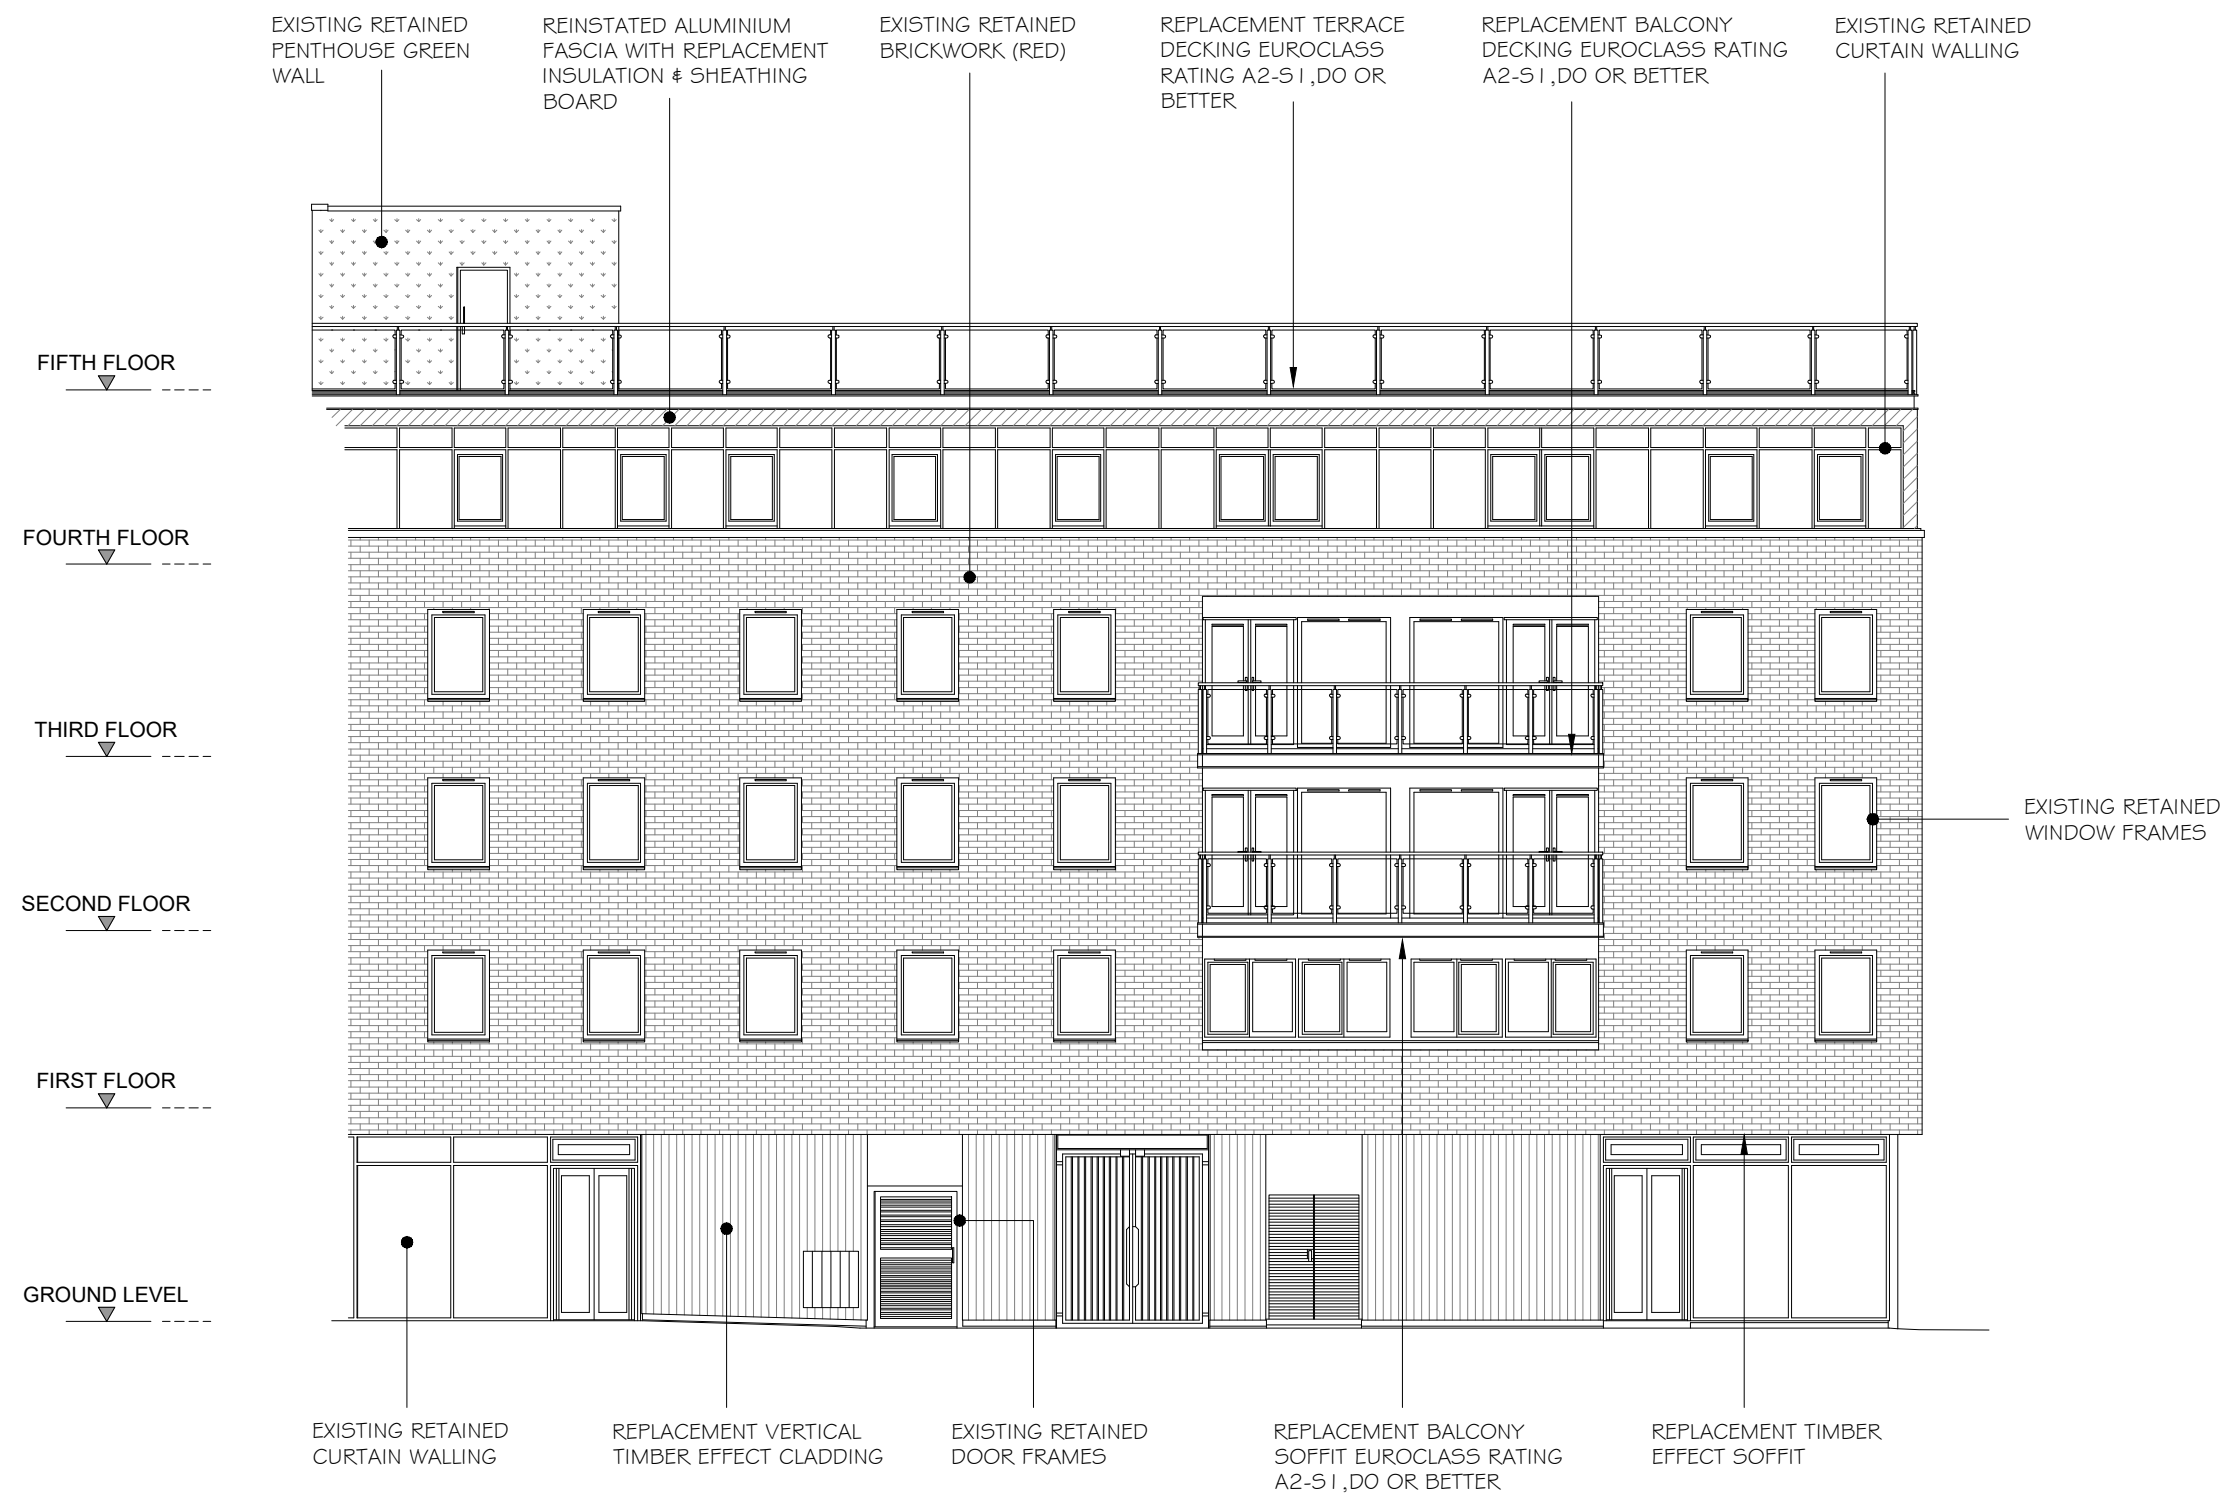 EXISTING RETAINED
PENTHOUSE GREEN
WALL
REINSTATED ALUMINIUM
FASCIA WITH REPLACEMENT
INSULATION & SHEATHING
BOARD
EXISTING RETAINED
BRICKWORK (RED)
REPLACEMENT TERRACE
DECKING EUROCLASS
RATING A2-S1,D0 OR
BETTER
REPLACEMENT BALCONY
DECKING EUROCLASS RATING
A2-S1,D0 OR BETTER
EXISTING RETAINED
CURTAIN WALLING
FIFTH FLOOR
FOURTH FLOOR
THIRD FLOOR
EXISTING RETAINED
WINDOW FRAMES
SECOND FLOOR
FIRST FLOOR
GROUND LEVEL
EXISTING RETAINED
CURTAIN WALLING
REPLACEMENT VERTICAL
TIMBER EFFECT CLADDING
EXISTING RETAINED
DOOR FRAMES
REPLACEMENT BALCONY
SOFFIT EUROCLASS RATING
A2-S1,D0 OR BETTER
REPLACEMENT TIMBER
EFFECT SOFFIT